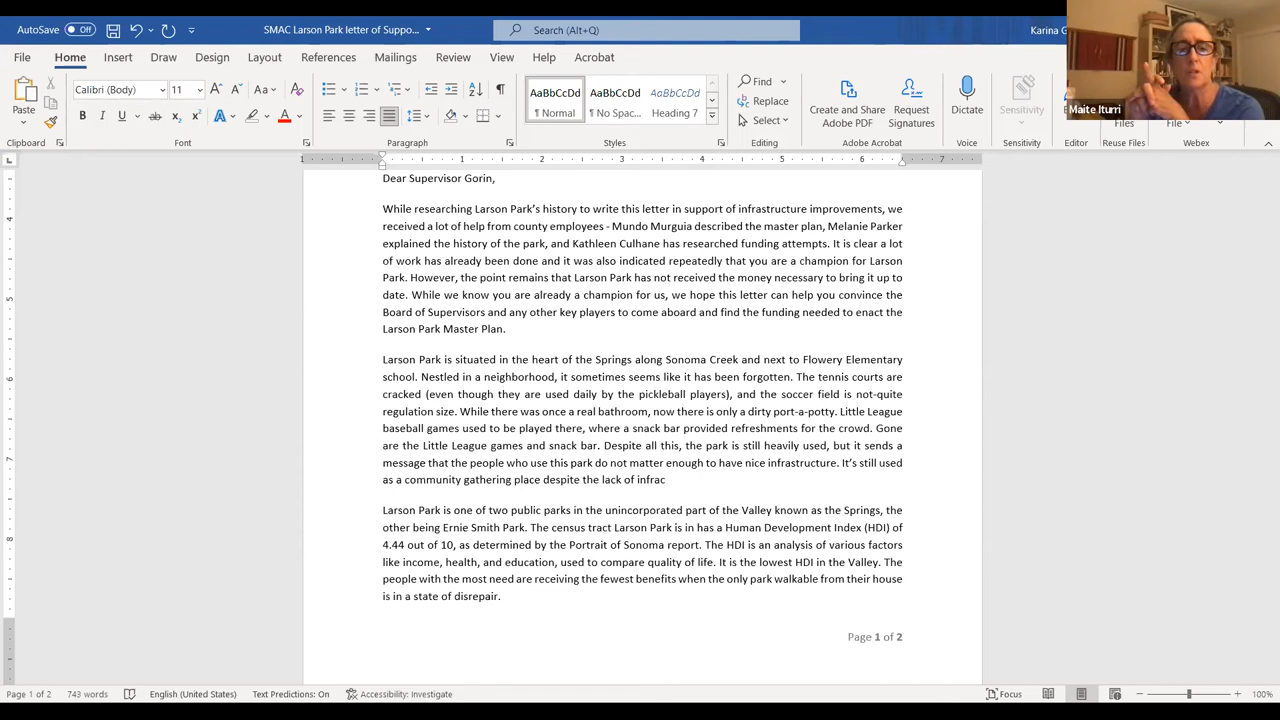 AutoSave Off SMAC Larson Park letter of Suppo... Search (Alt+Q) Karina G
File Home Insert Draw Design Layout References Mailings Review View Help Acrobat
Paste Calibri (Body) 11 Aa AaBbCcDd AaBbCcDd AaBbCcDd Find Replace Select
¶ Normal ¶ No Spac... Heading 7
Create and Share Adobe PDF Request Signatures Dictate Sensitivity Editor Reuse Files File
Maite Iturri
Clipboard Font Paragraph Styles Editing Adobe Acrobat Voice Sensitivity Editor Reuse Files Webex
1 1 2 3 4 5 6 7
Dear Supervisor Gorin,
While researching Larson Park’s history to write this letter in support of infrastructure improvements, we
received a lot of help from county employees - Mundo Murguia described the master plan, Melanie Parker
explained the history of the park, and Kathleen Culhane has researched funding attempts. It is clear a lot
of work has already been done and it was also indicated repeatedly that you are a champion for Larson
Park. However, the point remains that Larson Park has not received the money necessary to bring it up to
date. While we know you are already a champion for us, we hope this letter can help you convince the
Board of Supervisors and any other key players to come aboard and find the funding needed to enact the
Larson Park Master Plan.
Larson Park is situated in the heart of the Springs along Sonoma Creek and next to Flowery Elementary
school. Nestled in a neighborhood, it sometimes seems like it has been forgotten. The tennis courts are
cracked (even though they are used daily by the pickleball players), and the soccer field is not-quite
regulation size. While there was once a real bathroom, now there is only a dirty port-a-potty. Little League
baseball games used to be played there, where a snack bar provided refreshments for the crowd. Gone
are the Little League games and snack bar. Despite all this, the park is still heavily used, but it sends a
message that the people who use this park do not matter enough to have nice infrastructure. It’s still used
as a community gathering place despite the lack of infrac
Larson Park is one of two public parks in the unincorporated part of the Valley known as the Springs, the
other being Ernie Smith Park. The census tract Larson Park is in has a Human Development Index (HDI) of
4.44 out of 10, as determined by the Portrait of Sonoma report. The HDI is an analysis of various factors
like income, health, and education, used to compare quality of life. It is the lowest HDI in the Valley. The
people with the most need are receiving the fewest benefits when the only park walkable from their house
is in a state of disrepair.
Page 1 of 2
Page 1 of 2 743 words English (United States) Text Predictions: On Accessibility: Investigate Focus 100%